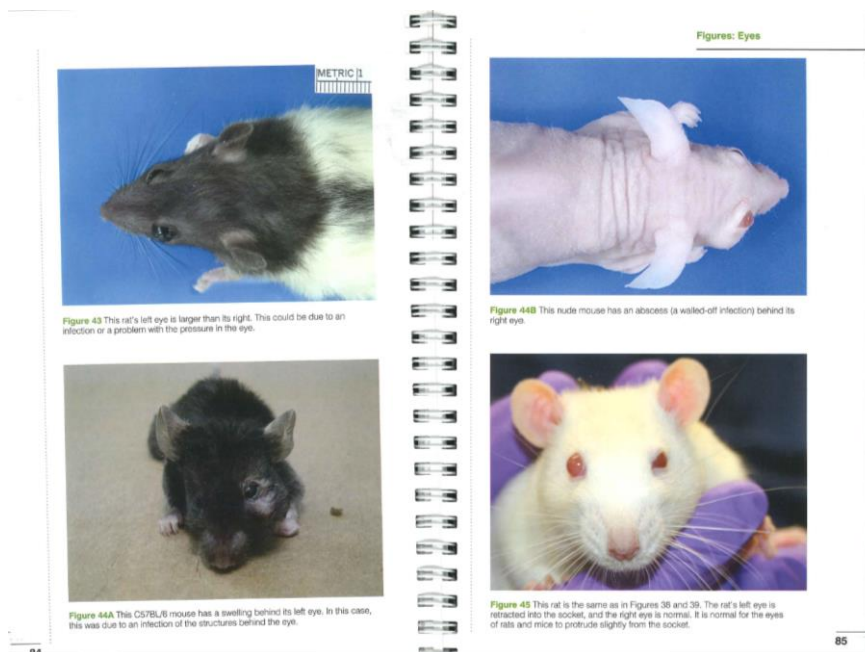 METRIC 1
Figure 43 This rat's left eye is larger than its right. This could be due to an
infection or a problem with the pressure in the eye.
Figure 44A This C57BL/6 mouse has a swelling behind its left eye. In this case,
this was due to an infection of the structures behind the eye.
84
Figures: Eyes
Figure 44B This nude mouse has an abscess (a walled-off infection) behind its
right eye.
Figure 45 This rat is the same as in Figures 38 and 39. The rat's left eye is
retracted into the socket, and the right eye is normal. It is normal for the eyes
of rats and mice to protrude slightly from the socket.
85